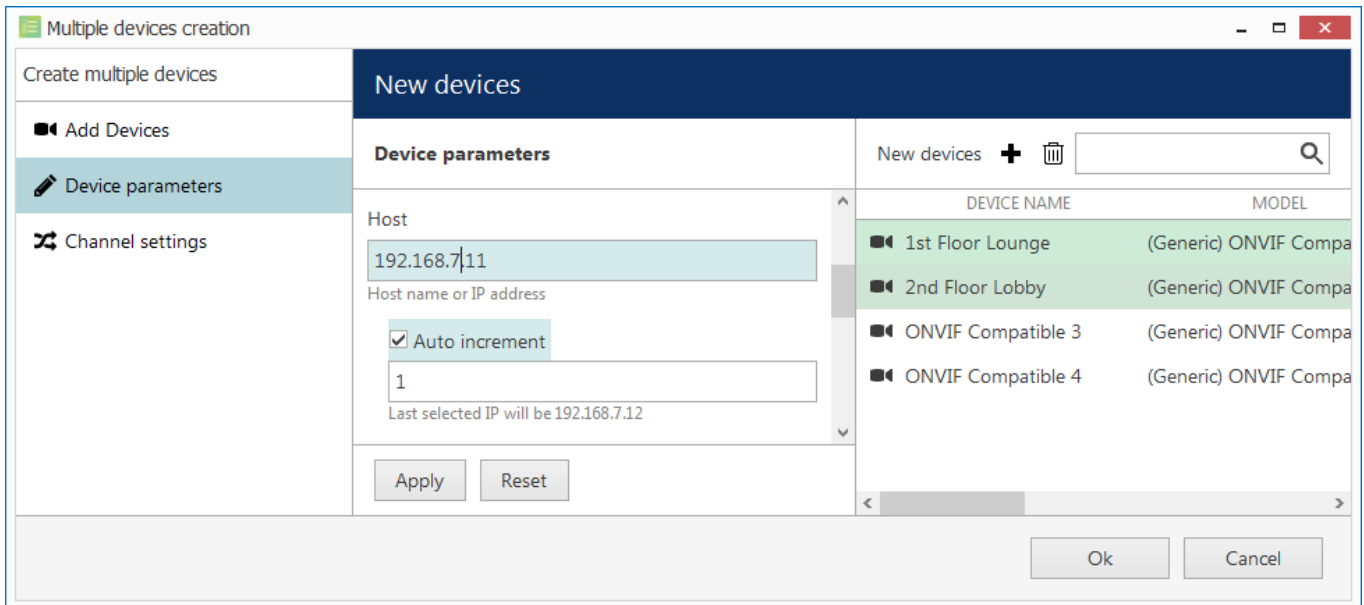 Multiple devices creation
Create multiple devices
Add Devices
Device parameters
Channel settings
New devices
Device parameters
Host
192.168.7.11
Host name or IP address
Auto increment
1
Last selected IP will be 192.168.7.12
Apply Reset
New devices
DEVICE NAME MODEL
1st Floor Lounge (Generic) ONVIF Compa
2nd Floor Lobby (Generic) ONVIF Compa
ONVIF Compatible 3 (Generic) ONVIF Compa
ONVIF Compatible 4 (Generic) ONVIF Compa
Ok Cancel